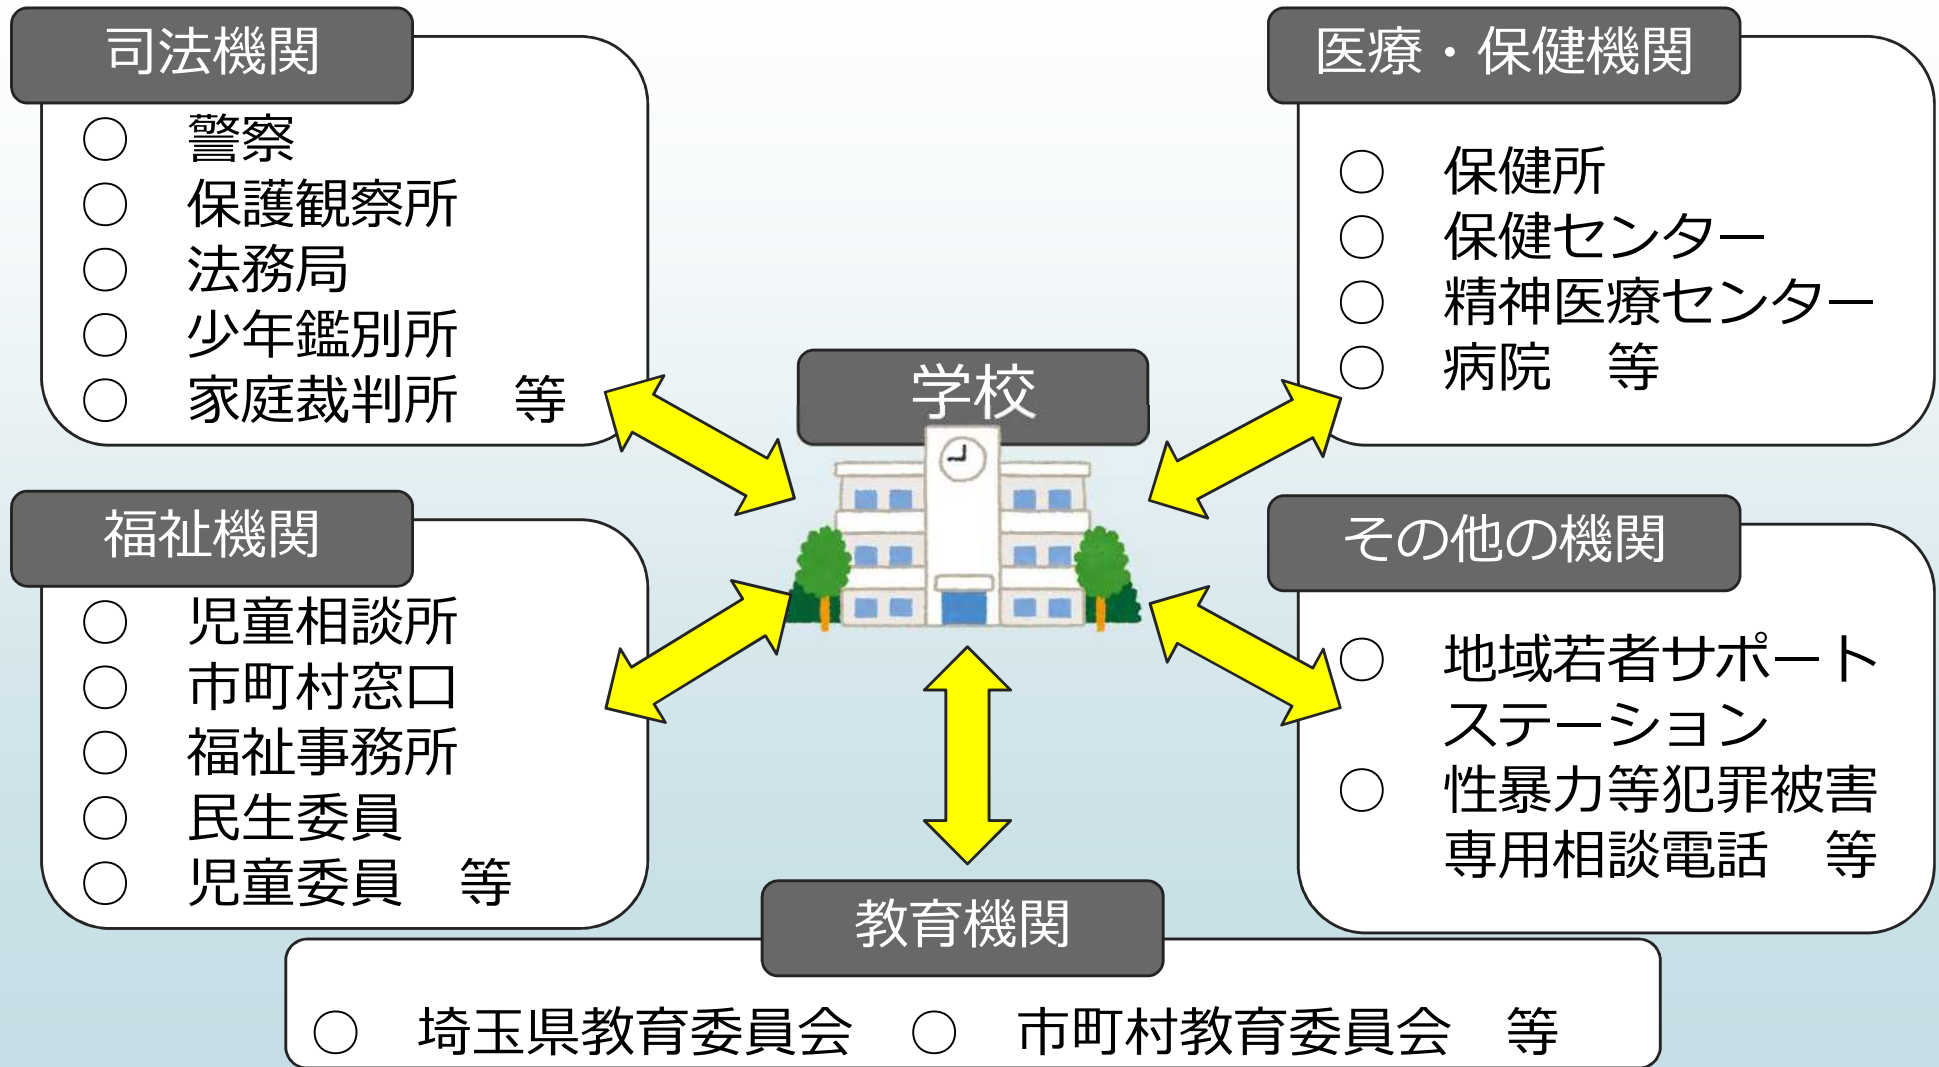 司法機関
○ 警察
○ 保護観察所
○ 法務局
○ 少年鑑別所
○ 家庭裁判所 等
医療・保健機関
○ 保健所
○ 保健センター
○ 精神医療センター
○ 病院 等
学校
福祉機関
○ 児童相談所
○ 市町村窓口
○ 福祉事務所
○ 民生委員
○ 児童委員 等
その他の機関
○ 地域若者サポート
ステーション
○ 性暴力等犯罪被害
専用相談電話 等
教育機関
○ 埼玉県教育委員会 ○ 市町村教育委員会 等